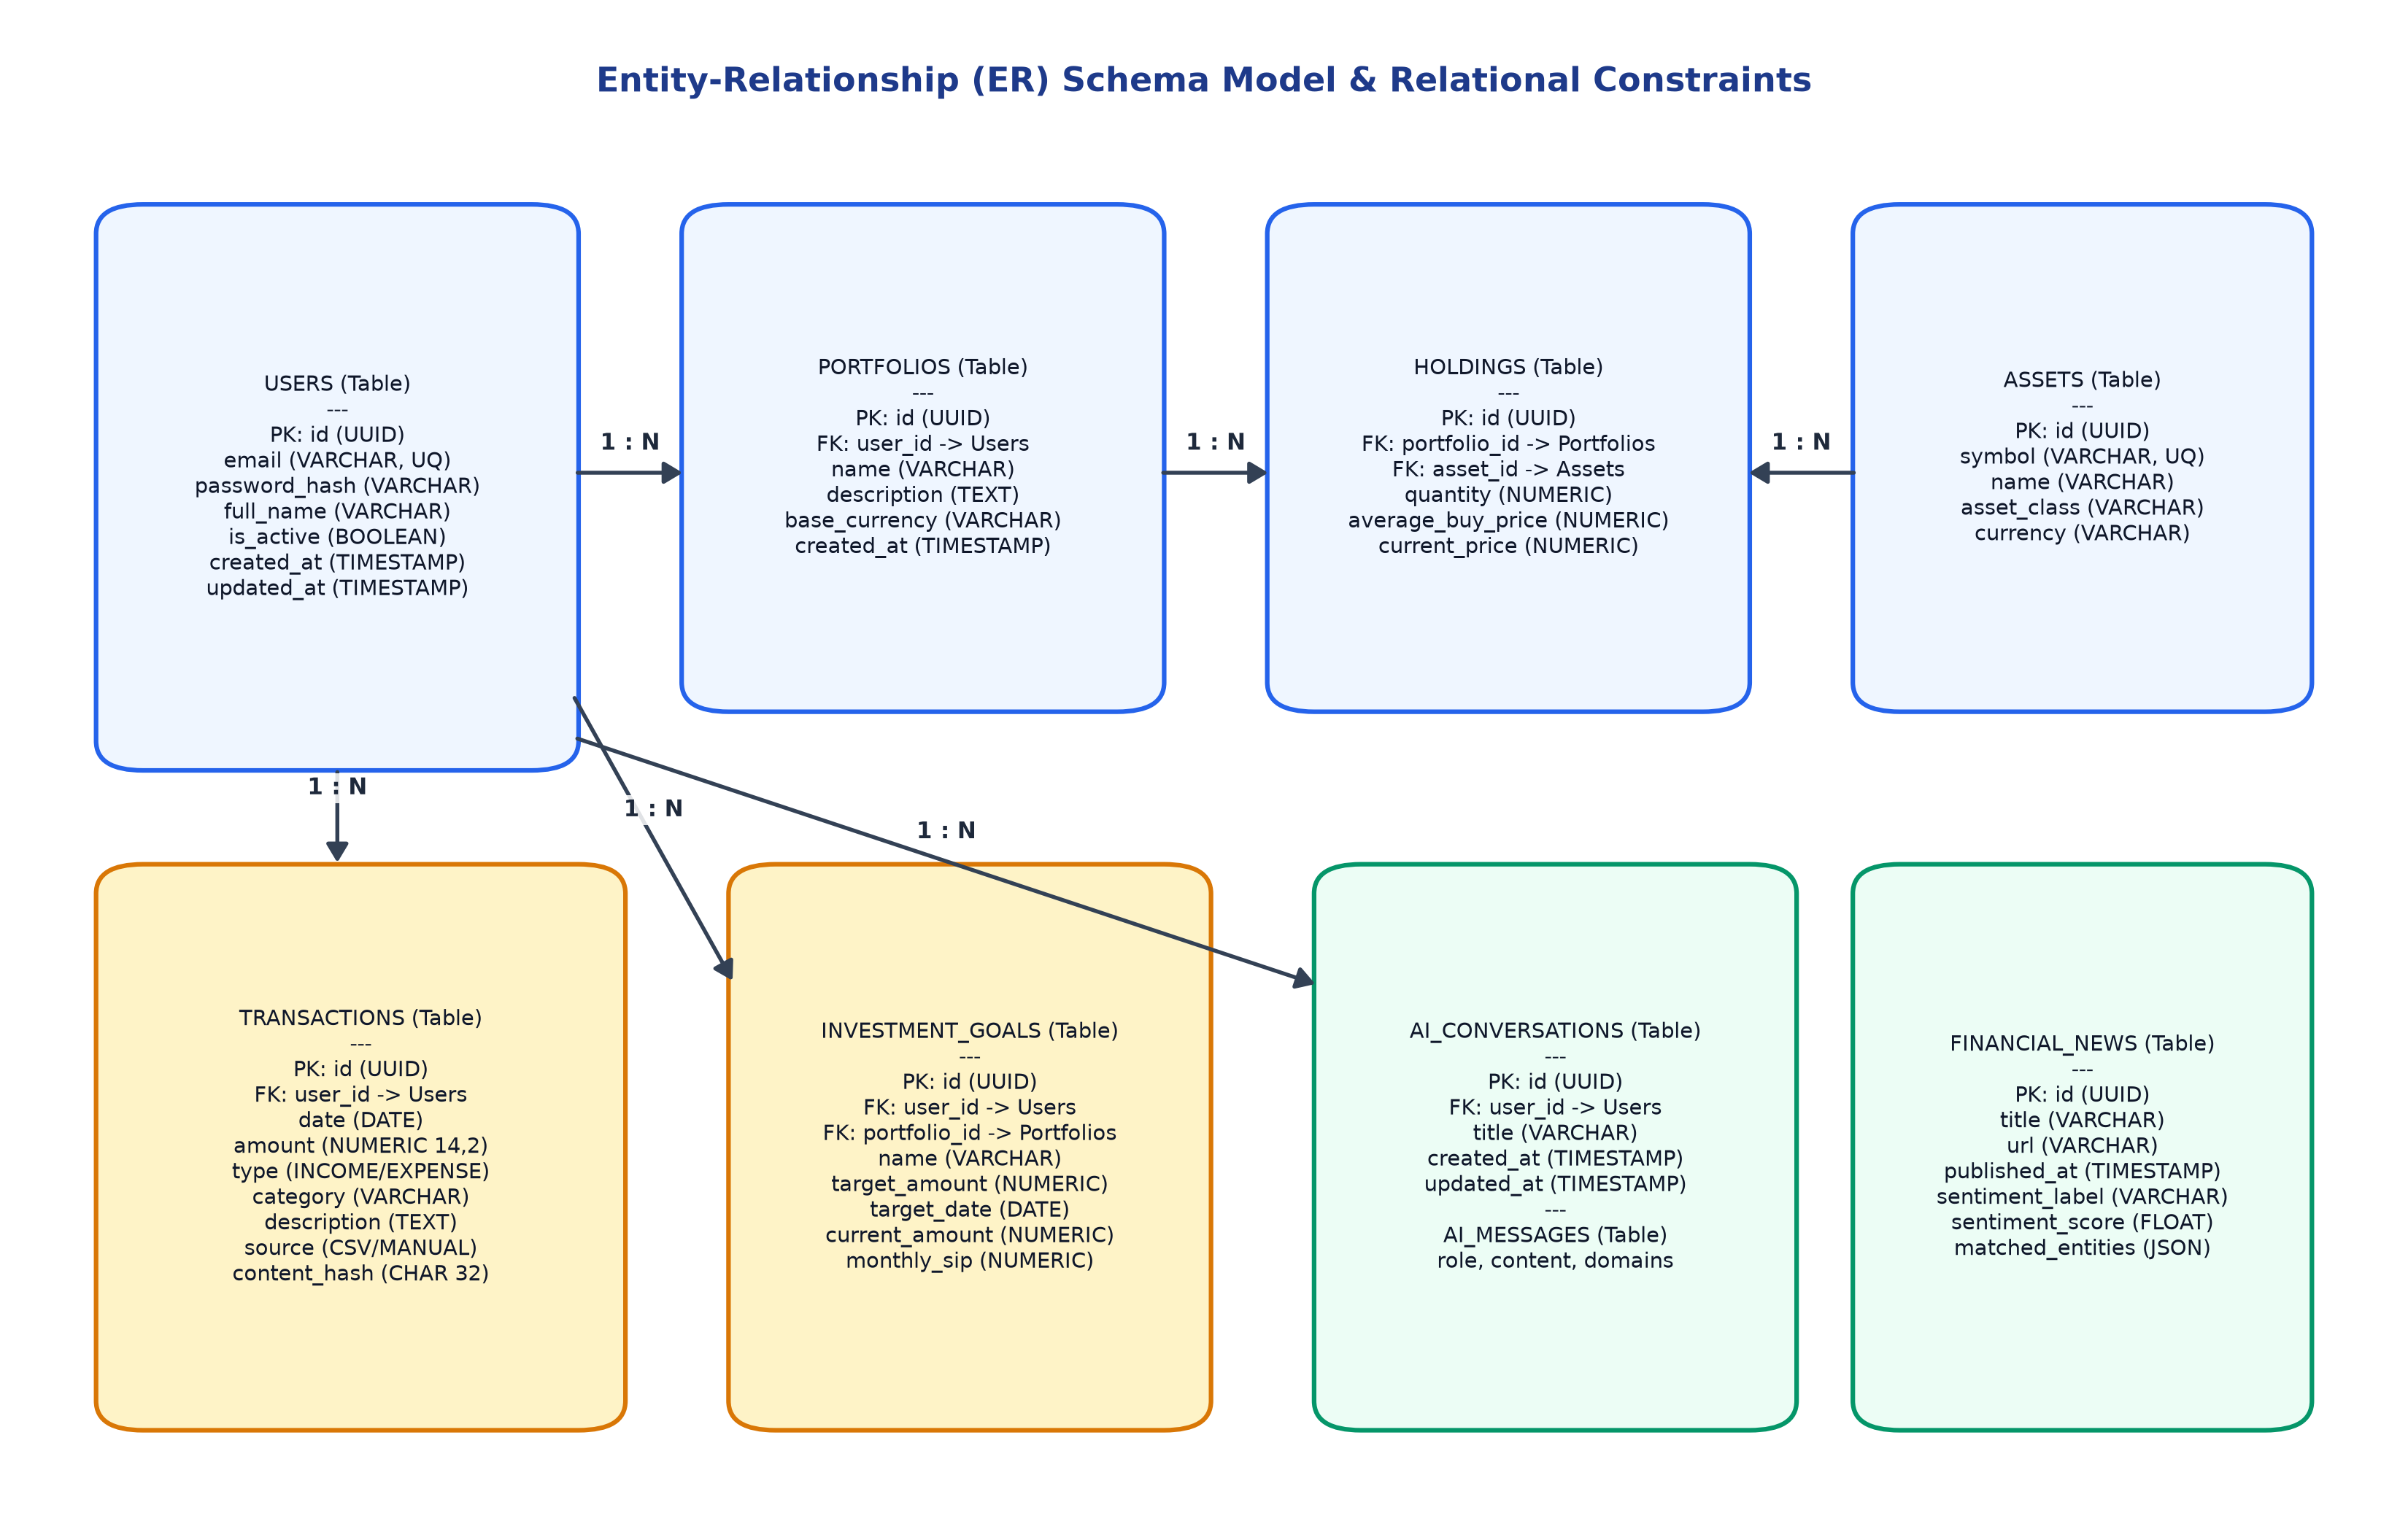 Entity-Relationship (ER) Schema Model & Relational Constraints
USERS (Table)
---
PK: id (UUID)
email (VARCHAR, UQ)
password_hash (VARCHAR)
full_name (VARCHAR)
is_active (BOOLEAN)
created_at (TIMESTAMP)
updated_at (TIMESTAMP)
1 : N
PORTFOLIOS (Table)
---
PK: id (UUID)
FK: user_id -> Users
name (VARCHAR)
description (TEXT)
base_currency (VARCHAR)
created_at (TIMESTAMP)
1 : N
HOLDINGS (Table)
---
PK: id (UUID)
FK: portfolio_id -> Portfolios
FK: asset_id -> Assets
quantity (NUMERIC)
average_buy_price (NUMERIC)
current_price (NUMERIC)
1 : N
ASSETS (Table)
---
PK: id (UUID)
symbol (VARCHAR, UQ)
name (VARCHAR)
asset_class (VARCHAR)
currency (VARCHAR)
1 : N
1 : N
1 : N
TRANSACTIONS (Table)
---
PK: id (UUID)
FK: user_id -> Users
date (DATE)
amount (NUMERIC 14,2)
type (INCOME/EXPENSE)
category (VARCHAR)
description (TEXT)
source (CSV/MANUAL)
content_hash (CHAR 32)
INVESTMENT_GOALS (Table)
---
PK: id (UUID)
FK: user_id -> Users
FK: portfolio_id -> Portfolios
name (VARCHAR)
target_amount (NUMERIC)
target_date (DATE)
current_amount (NUMERIC)
monthly_sip (NUMERIC)
AI_CONVERSATIONS (Table)
---
PK: id (UUID)
FK: user_id -> Users
title (VARCHAR)
created_at (TIMESTAMP)
updated_at (TIMESTAMP)
---
AI_MESSAGES (Table)
role, content, domains
FINANCIAL_NEWS (Table)
---
PK: id (UUID)
title (VARCHAR)
url (VARCHAR)
published_at (TIMESTAMP)
sentiment_label (VARCHAR)
sentiment_score (FLOAT)
matched_entities (JSON)